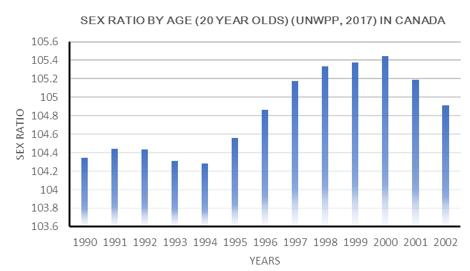 SEX RATIO BY AGE (20 YEAR OLDS) (UNWPP, 2017) IN CANADA
105.6
105.4
105.2
105
104.8
104.6
104.4
104.2
104
103.8
103.6
SEX RATIO
1990 1991 1992 1993 1994 1995 1996 1997 1998 1999 2000 2001 2002
YEARS